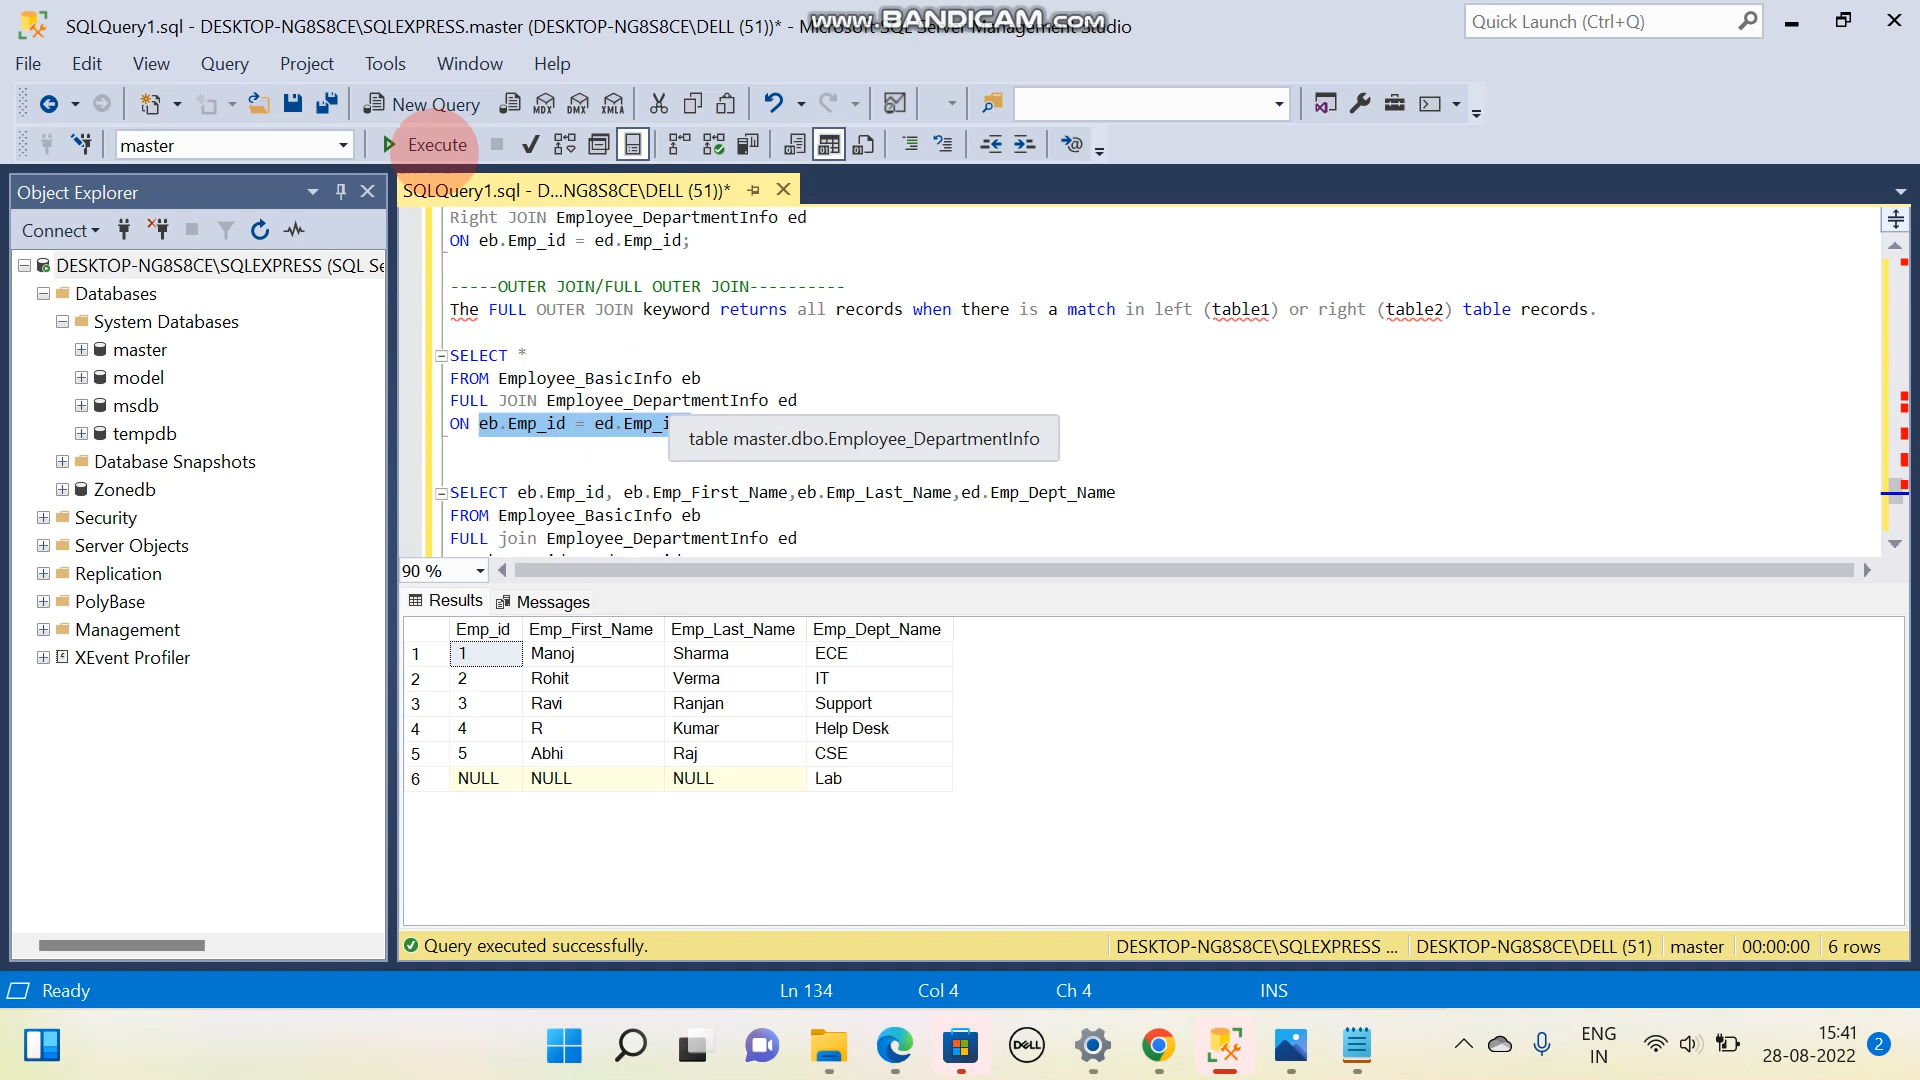 SQLQuery1.sql - DESKTOP-NG8S8CE\SQLEXPRESS.master (DESKTOP-NG8S8CE\DELL (51))* - Microsoft SQL Server Management Studio
www.BANDICAM.com
Quick Launch (Ctrl+Q)
File Edit View Query Project Tools Window Help
New Query MDX DMX XMLA
master Execute
Object Explorer
SQLQuery1.sql - D...NG8S8CE\DELL (51))*
Connect
DESKTOP-NG8S8CE\SQLEXPRESS (SQL Se
Databases
System Databases
master
model
msdb
tempdb
Database Snapshots
Zonedb
Security
Server Objects
Replication
PolyBase
Management
XEvent Profiler
Right JOIN Employee_DepartmentInfo ed
ON eb.Emp_id = ed.Emp_id;
-----OUTER JOIN/FULL OUTER JOIN----------
The FULL OUTER JOIN keyword returns all records when there is a match in left (table1) or right (table2) table records.
SELECT *
FROM Employee_BasicInfo eb
FULL JOIN Employee_DepartmentInfo ed
ON eb.Emp_id = ed.Emp_i
table master.dbo.Employee_DepartmentInfo
SELECT eb.Emp_id, eb.Emp_First_Name,eb.Emp_Last_Name,ed.Emp_Dept_Name
FROM Employee_BasicInfo eb
FULL join Employee_DepartmentInfo ed
90 %
Results Messages
Emp_id Emp_First_Name Emp_Last_Name Emp_Dept_Name
1 1 Manoj Sharma ECE
2 2 Rohit Verma IT
3 3 Ravi Ranjan Support
4 4 R Kumar Help Desk
5 5 Abhi Raj CSE
6 NULL NULL NULL Lab
Query executed successfully. DESKTOP-NG8S8CE\SQLEXPRESS ... DESKTOP-NG8S8CE\DELL (51) master 00:00:00 6 rows
Ready Ln 134 Col 4 Ch 4 INS
DELL
ENG
IN
15:41
28-08-2022
2